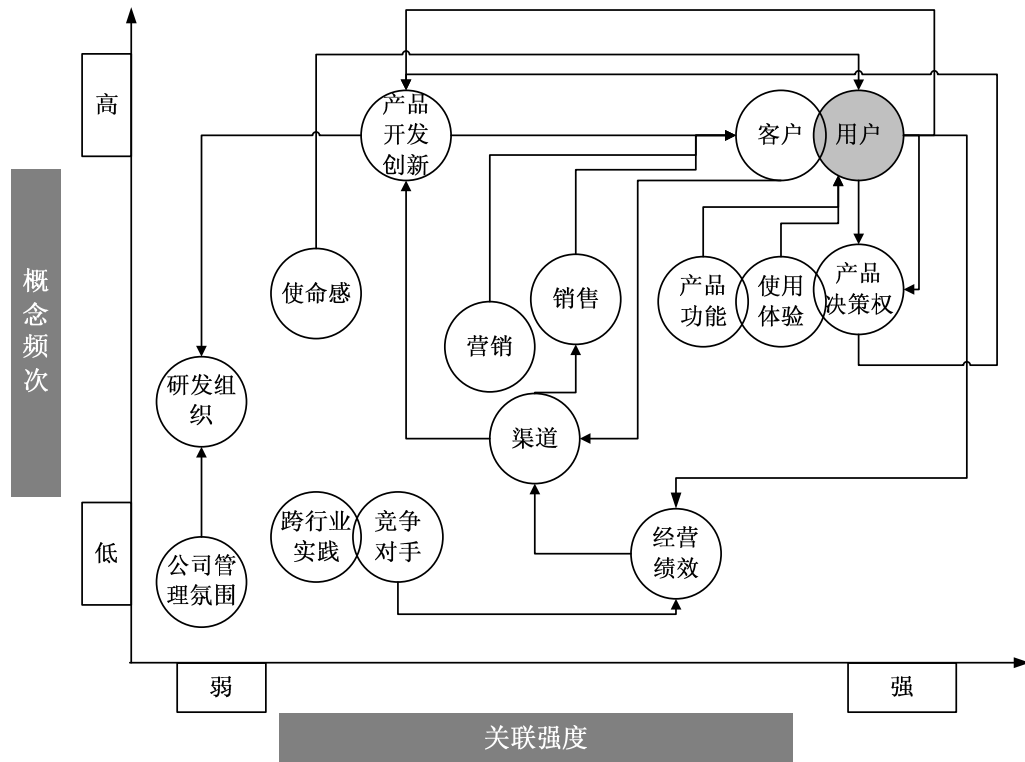 高
产品
开发
创新
客户
用户
概
念
频
次
使命感
销售
产品
功能
使用
体验
产品
决策权
营销
研发组
织
渠道
低
跨行业
实践
竞争
对手
经营
绩效
公司管
理氛围
弱
强
关联强度